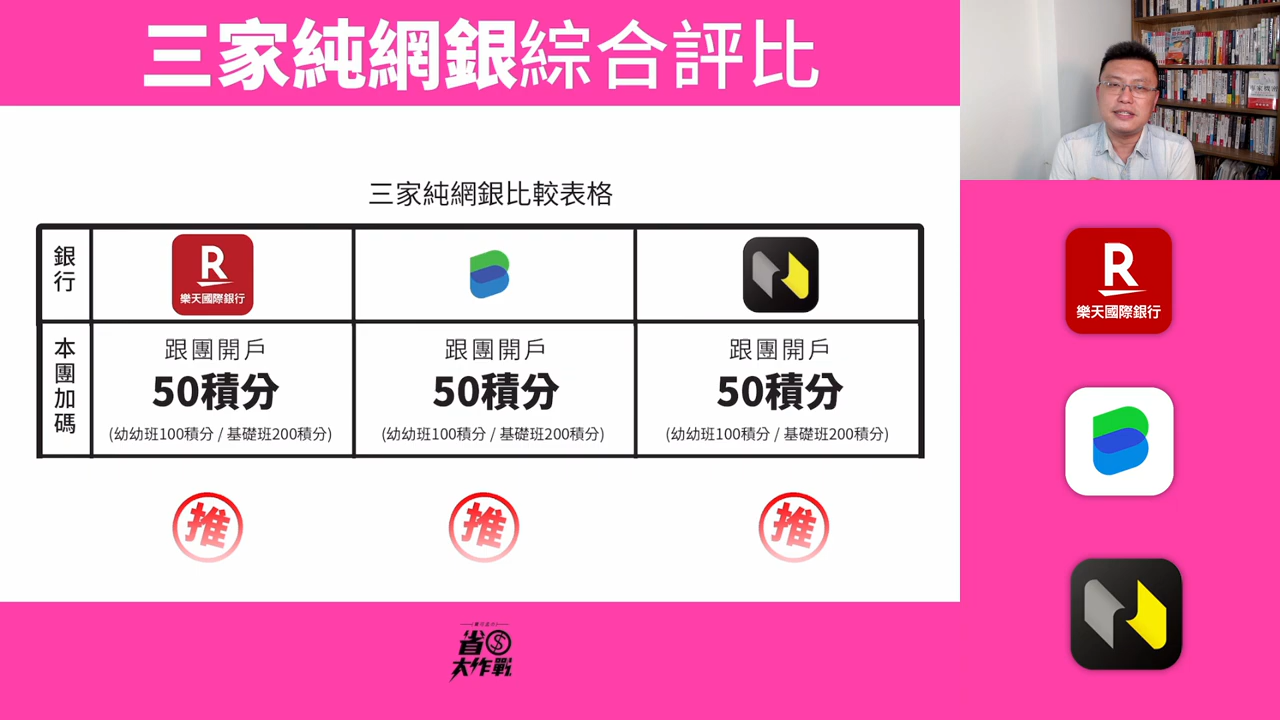 三家純網銀綜合評比
三家純網銀比較表格
銀行
R
樂天國際銀行
本團加碼
跟團開戶
50積分
(幼幼班100積分 / 基礎班200積分)
跟團開戶
50積分
(幼幼班100積分 / 基礎班200積分)
跟團開戶
50積分
(幼幼班100積分 / 基礎班200積分)
推
推
推
R
樂天國際銀行
省$
大作戰